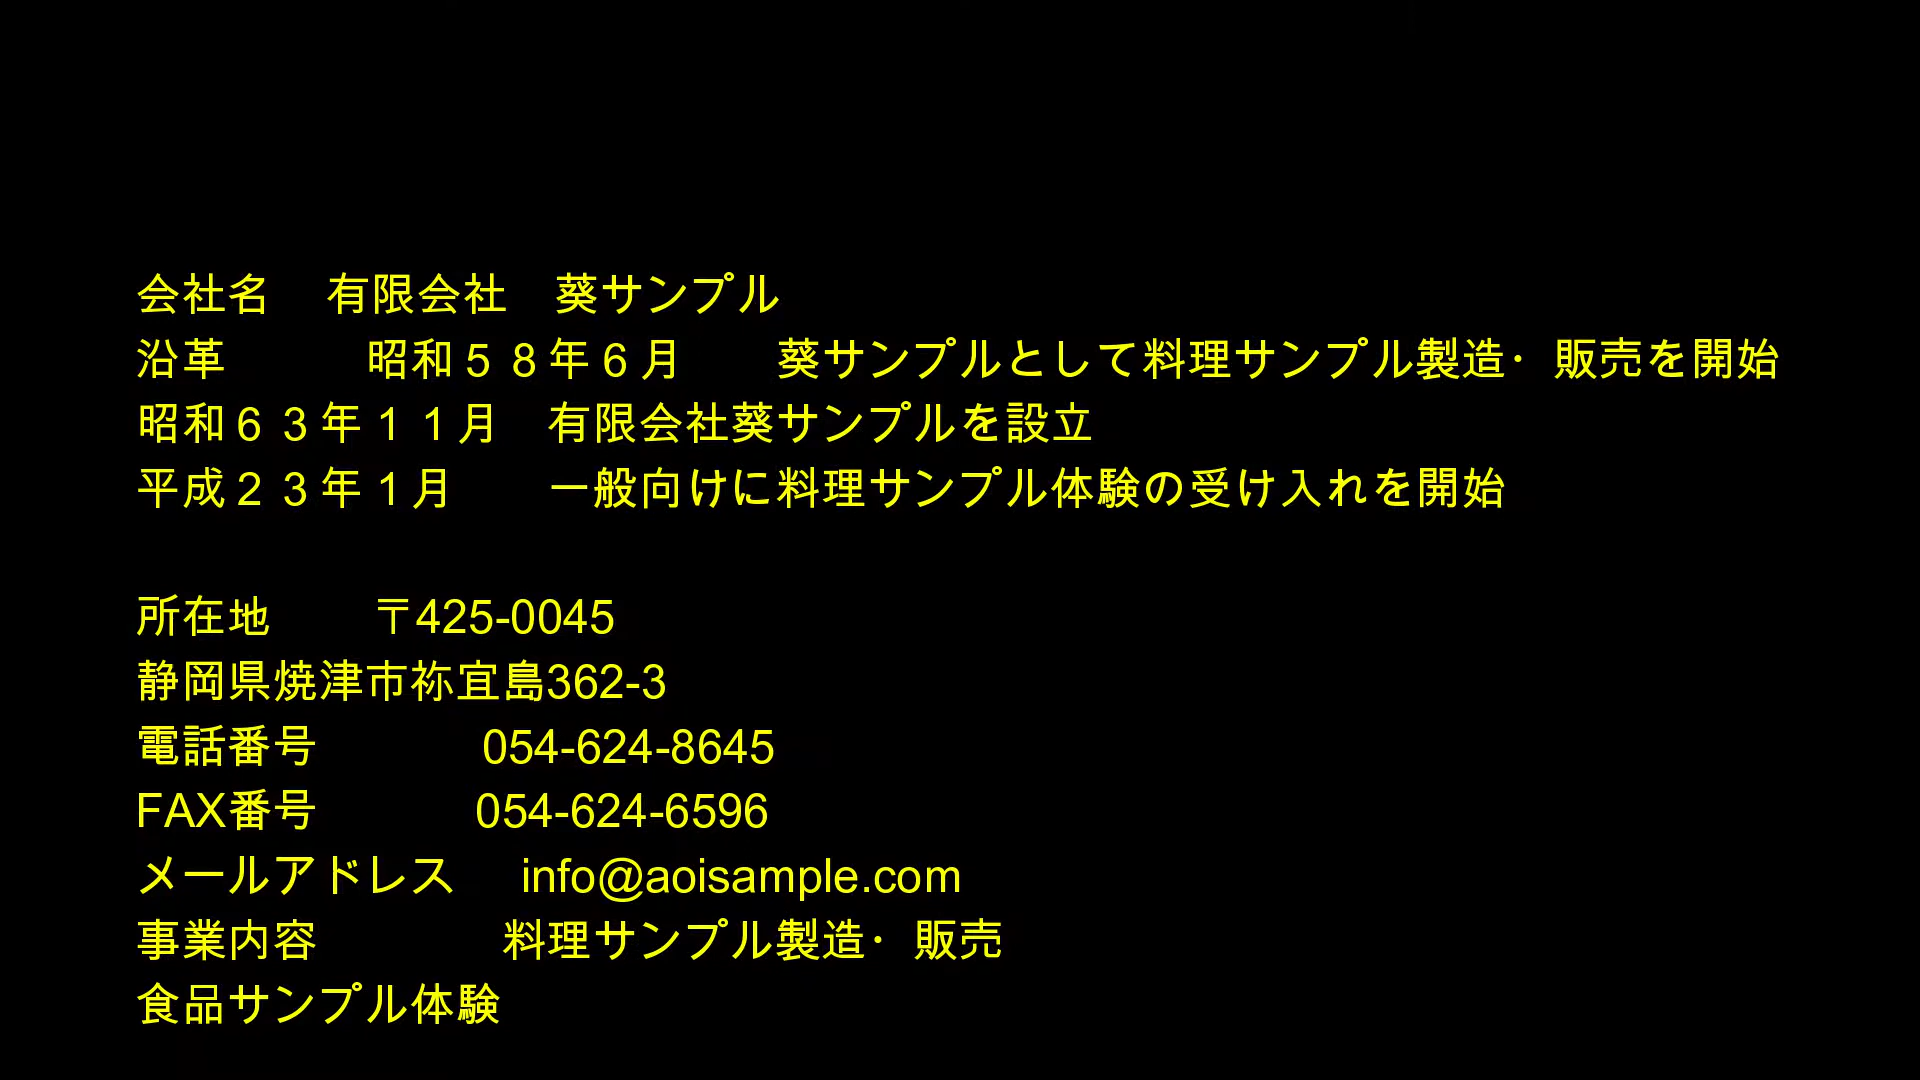 会社名　有限会社　葵サンプル
沿革　　　昭和５８年６月　　葵サンプルとして料理サンプル製造・販売を開始
昭和６３年１１月　有限会社葵サンプルを設立
平成２３年１月　　一般向けに料理サンプル体験の受け入れを開始
所在地　　〒425-0045
静岡県焼津市祢宜島362-3
電話番号　　　054-624-8645
FAX番号　　　054-624-6596
メールアドレス　info@aoisample.com
事業内容　　　　料理サンプル製造・販売
食品サンプル体験